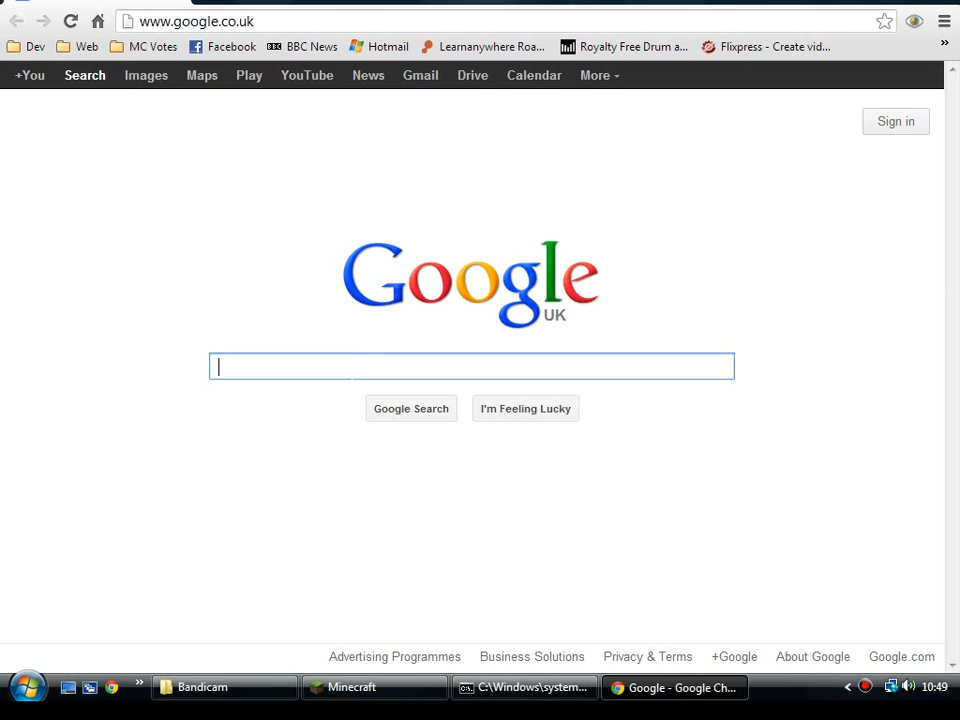 www.google.co.uk
Dev Web MC Votes Facebook BBC News Hotmail Learnanywhere Roa... Royalty Free Drum a... Flixpress - Create vid... »
+You Search Images Maps Play YouTube News Gmail Drive Calendar More
Sign in
Google
UK
Google Search I'm Feeling Lucky
Advertising Programmes Business Solutions Privacy & Terms +Google About Google Google.com
» Bandicam Minecraft C:\Windows\system... Google - Google Ch... 10:49